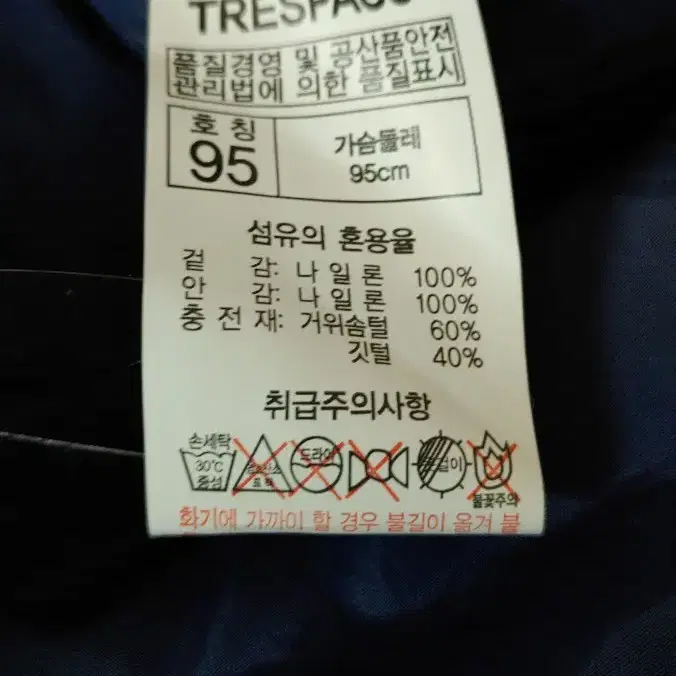 TRESPASS
품질경영 및 공산품안전
관리법에 의한 품질표시
호 칭
95
가슴둘레
95cm
섬유의 혼용율
겉 감: 나 일 론 100%
안 감: 나 일 론 100%
충 전 재: 거위솜털 60%
깃털 40%
취급주의사항
손세탁
30℃
중성
드라이
불꽃주의
화기에 가까이 할 경우 불길이 옮겨 붙